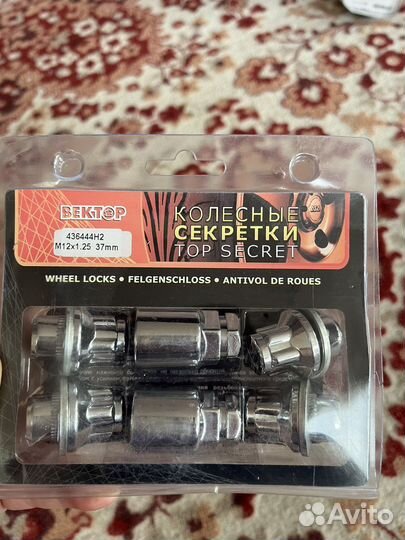 ВЕКТОР
436444H2
M12x1.25 37mm
КОЛЕСНЫЕ
СЕКРЕТКИ
TOP SECRET
WHEEL LOCKS • FELGENSCHLOSS • ANTIVOL DE ROUES
Avito